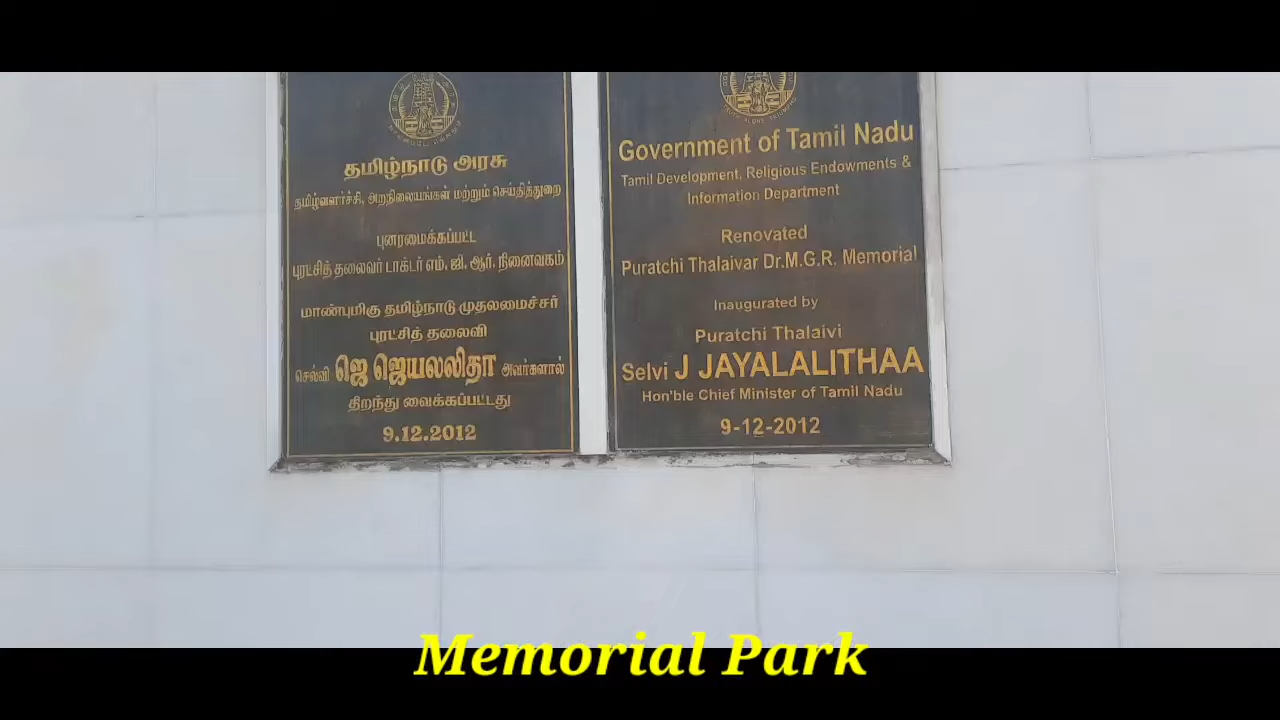 தமிழ்நாடு அரசு
தமிழ்வளர்ச்சி, அறநிலையங்கள் மற்றும் செய்தித்துறை
புனரமைக்கப்பட்ட
புரட்சித் தலைவர் டாக்டர் எம். ஜி. ஆர். நினைவகம்
மாண்புமிகு தமிழ்நாடு முதலமைச்சர்
புரட்சித் தலைவி
செல்வி ஜெ ஜெயலலிதா அவர்களால்
திறந்து வைக்கப்பட்டது
9.12.2012
Government of Tamil Nadu
Tamil Development, Religious Endowments &
Information Department
Renovated
Puratchi Thalaivar Dr.M.G.R. Memorial
Inaugurated by
Puratchi Thalaivi
Selvi J JAYALALITHAA
Hon'ble Chief Minister of Tamil Nadu
9-12-2012
Memorial Park